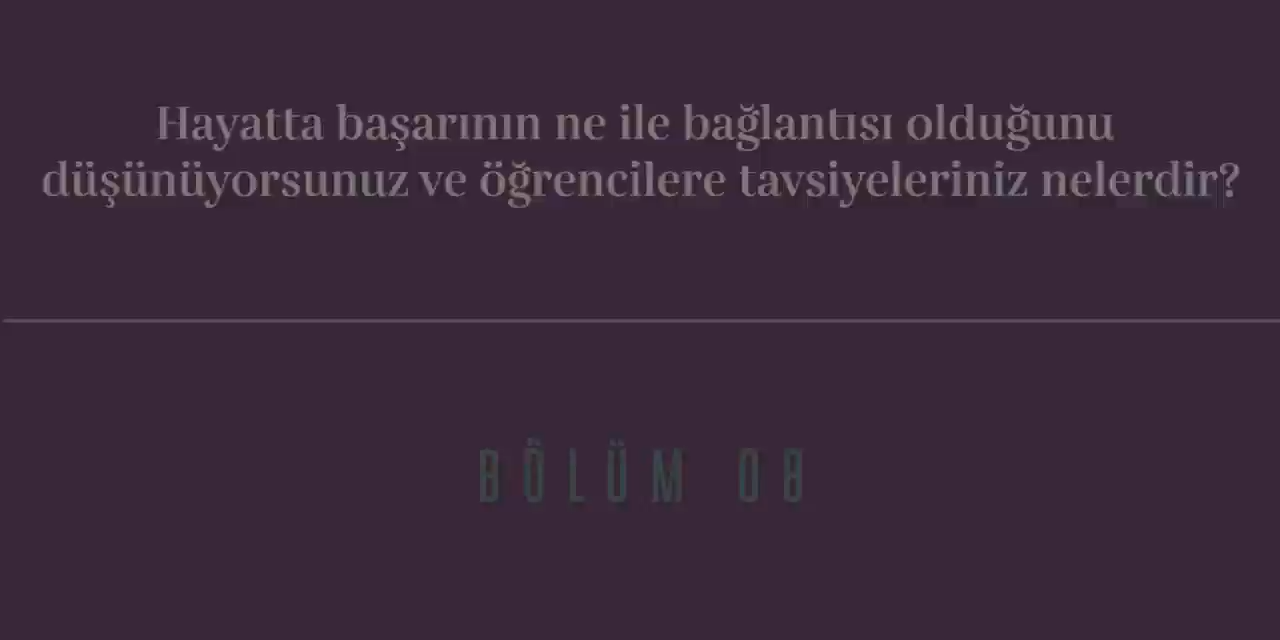 Hayatta başarının ne ile bağlantısı olduğunu
düşünüyorsunuz ve öğrencilere tavsiyeleriniz nelerdir?
BÖLÜM 08